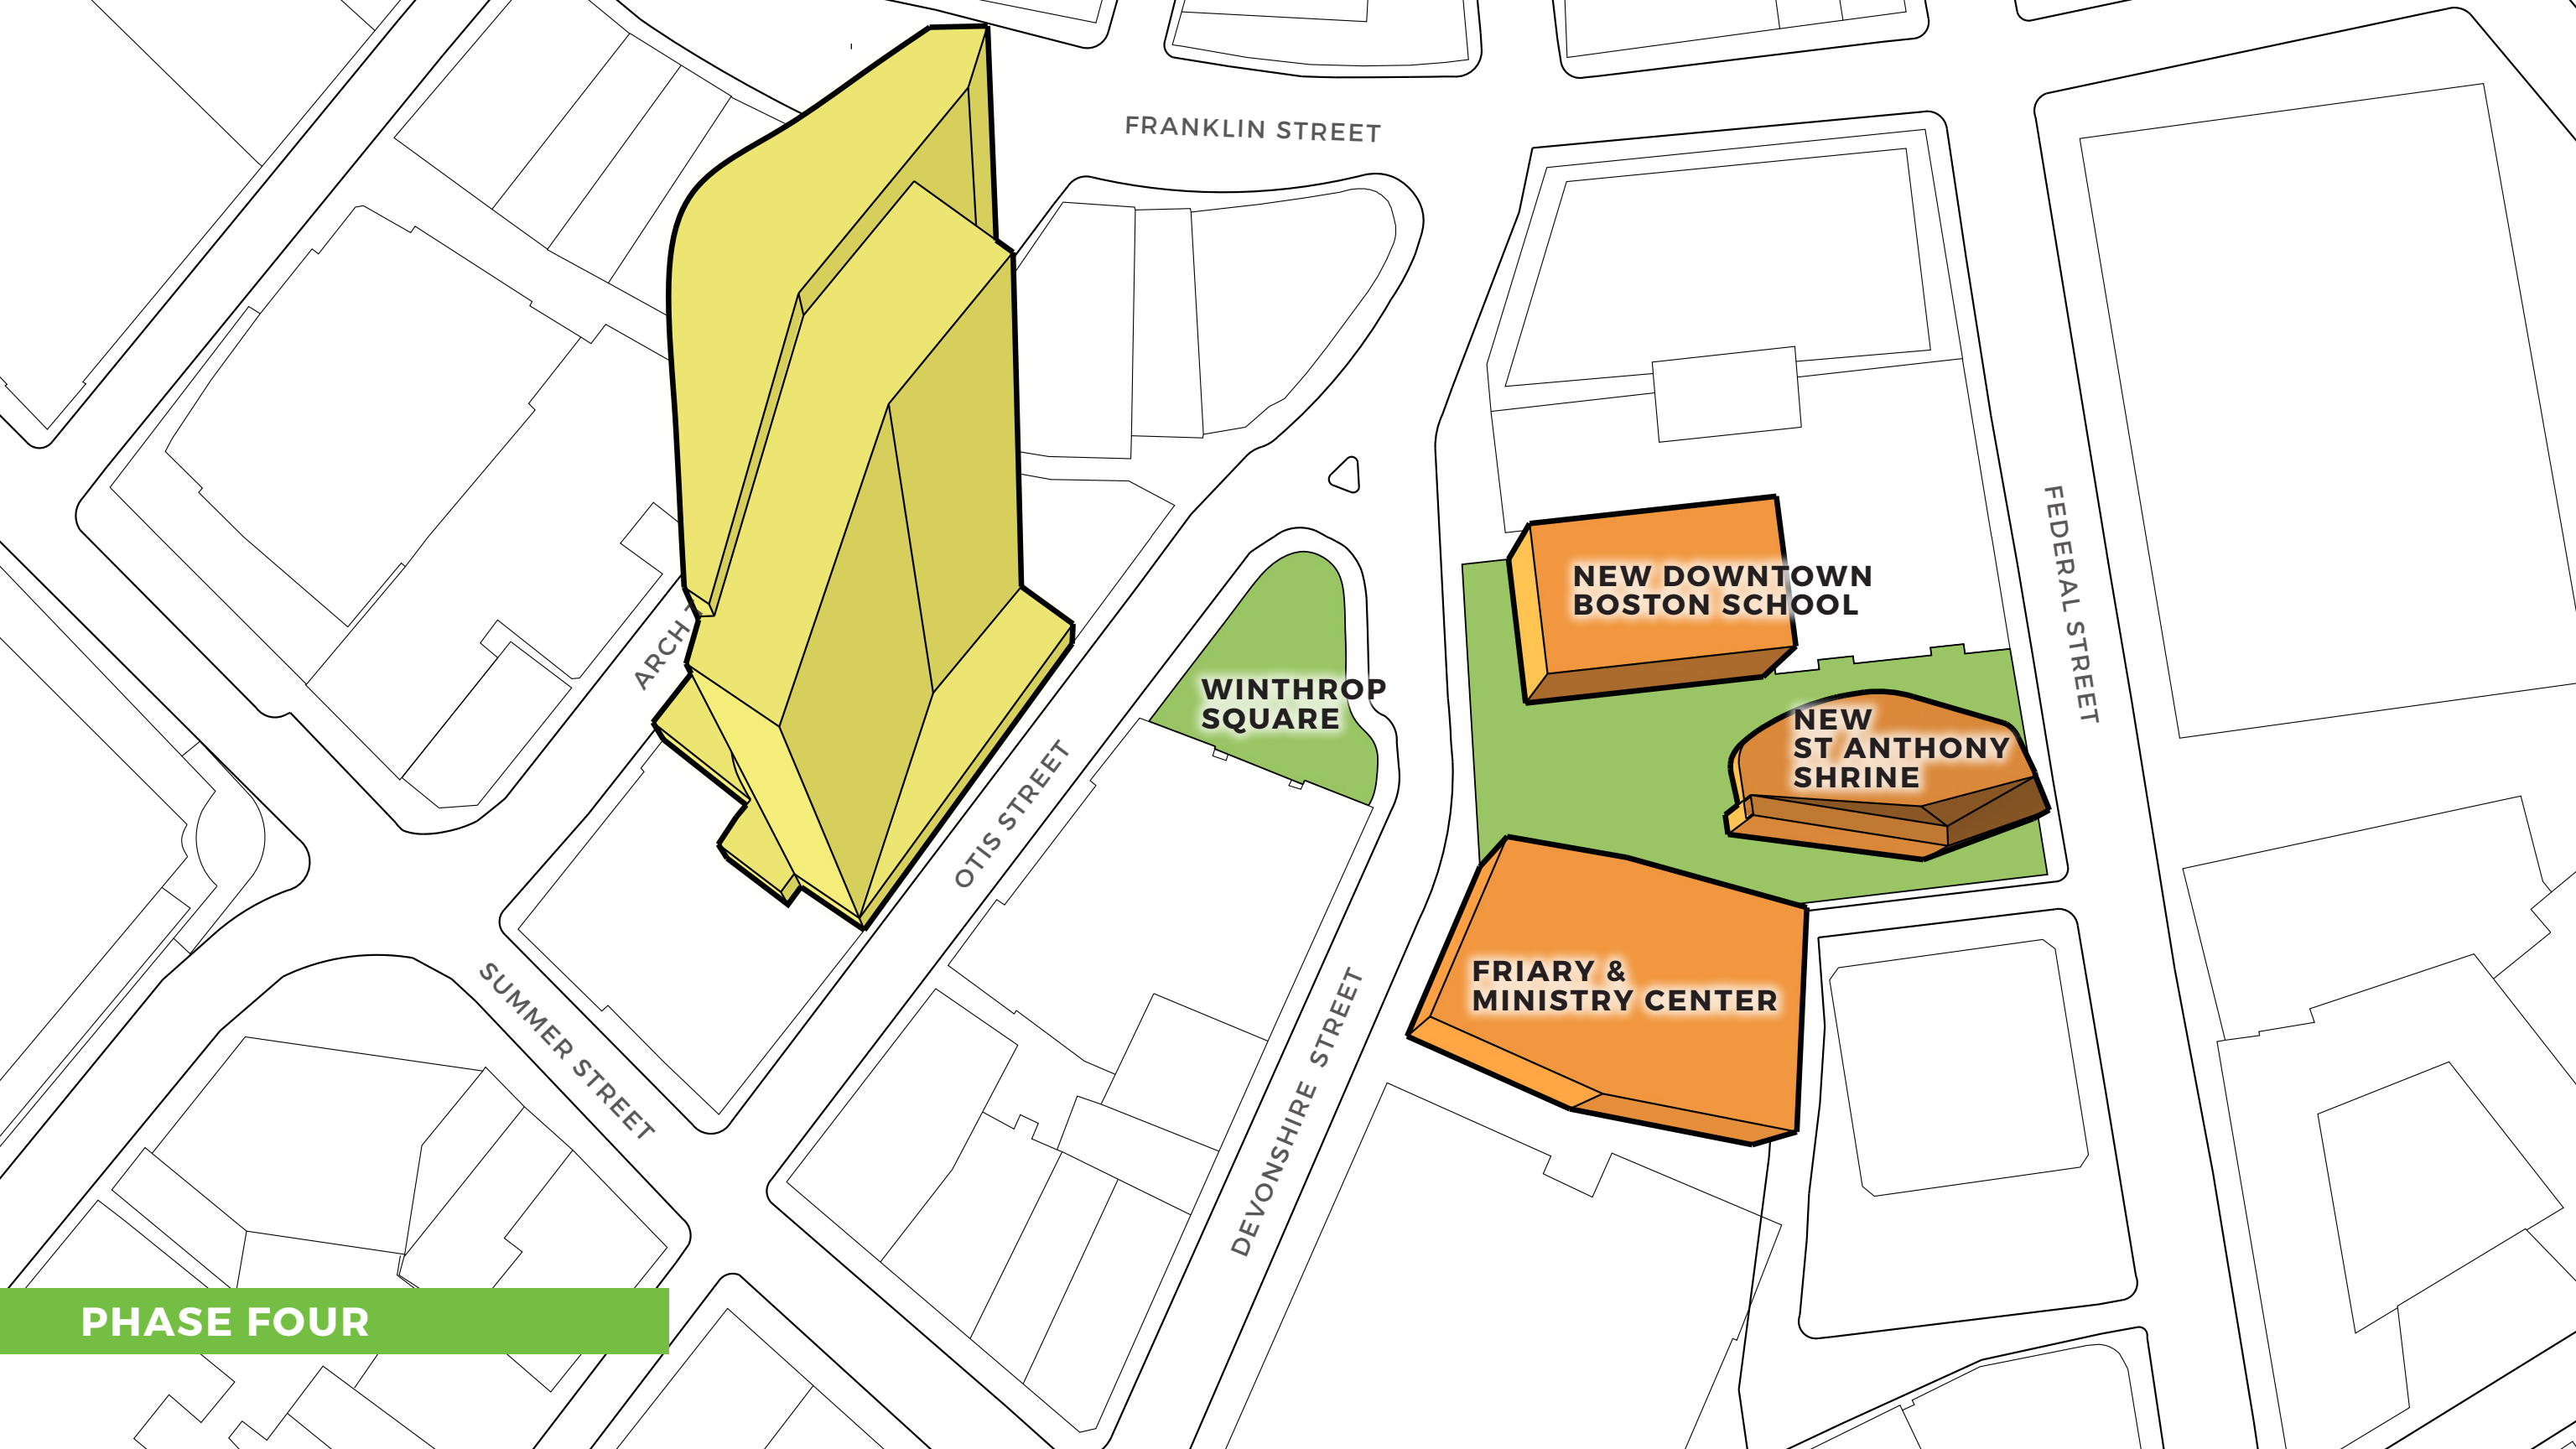 FRANKLIN STREET
FEDERAL STREET
NEW DOWNTOWN
BOSTON SCHOOL
ARCH
WINTHROP
SQUARE
NEW
ST ANTHONY
SHRINE
OTIS STREET
SUMMER STREET
FRIARY &
MINISTRY CENTER
DEVONSHIRE STREET
PHASE FOUR